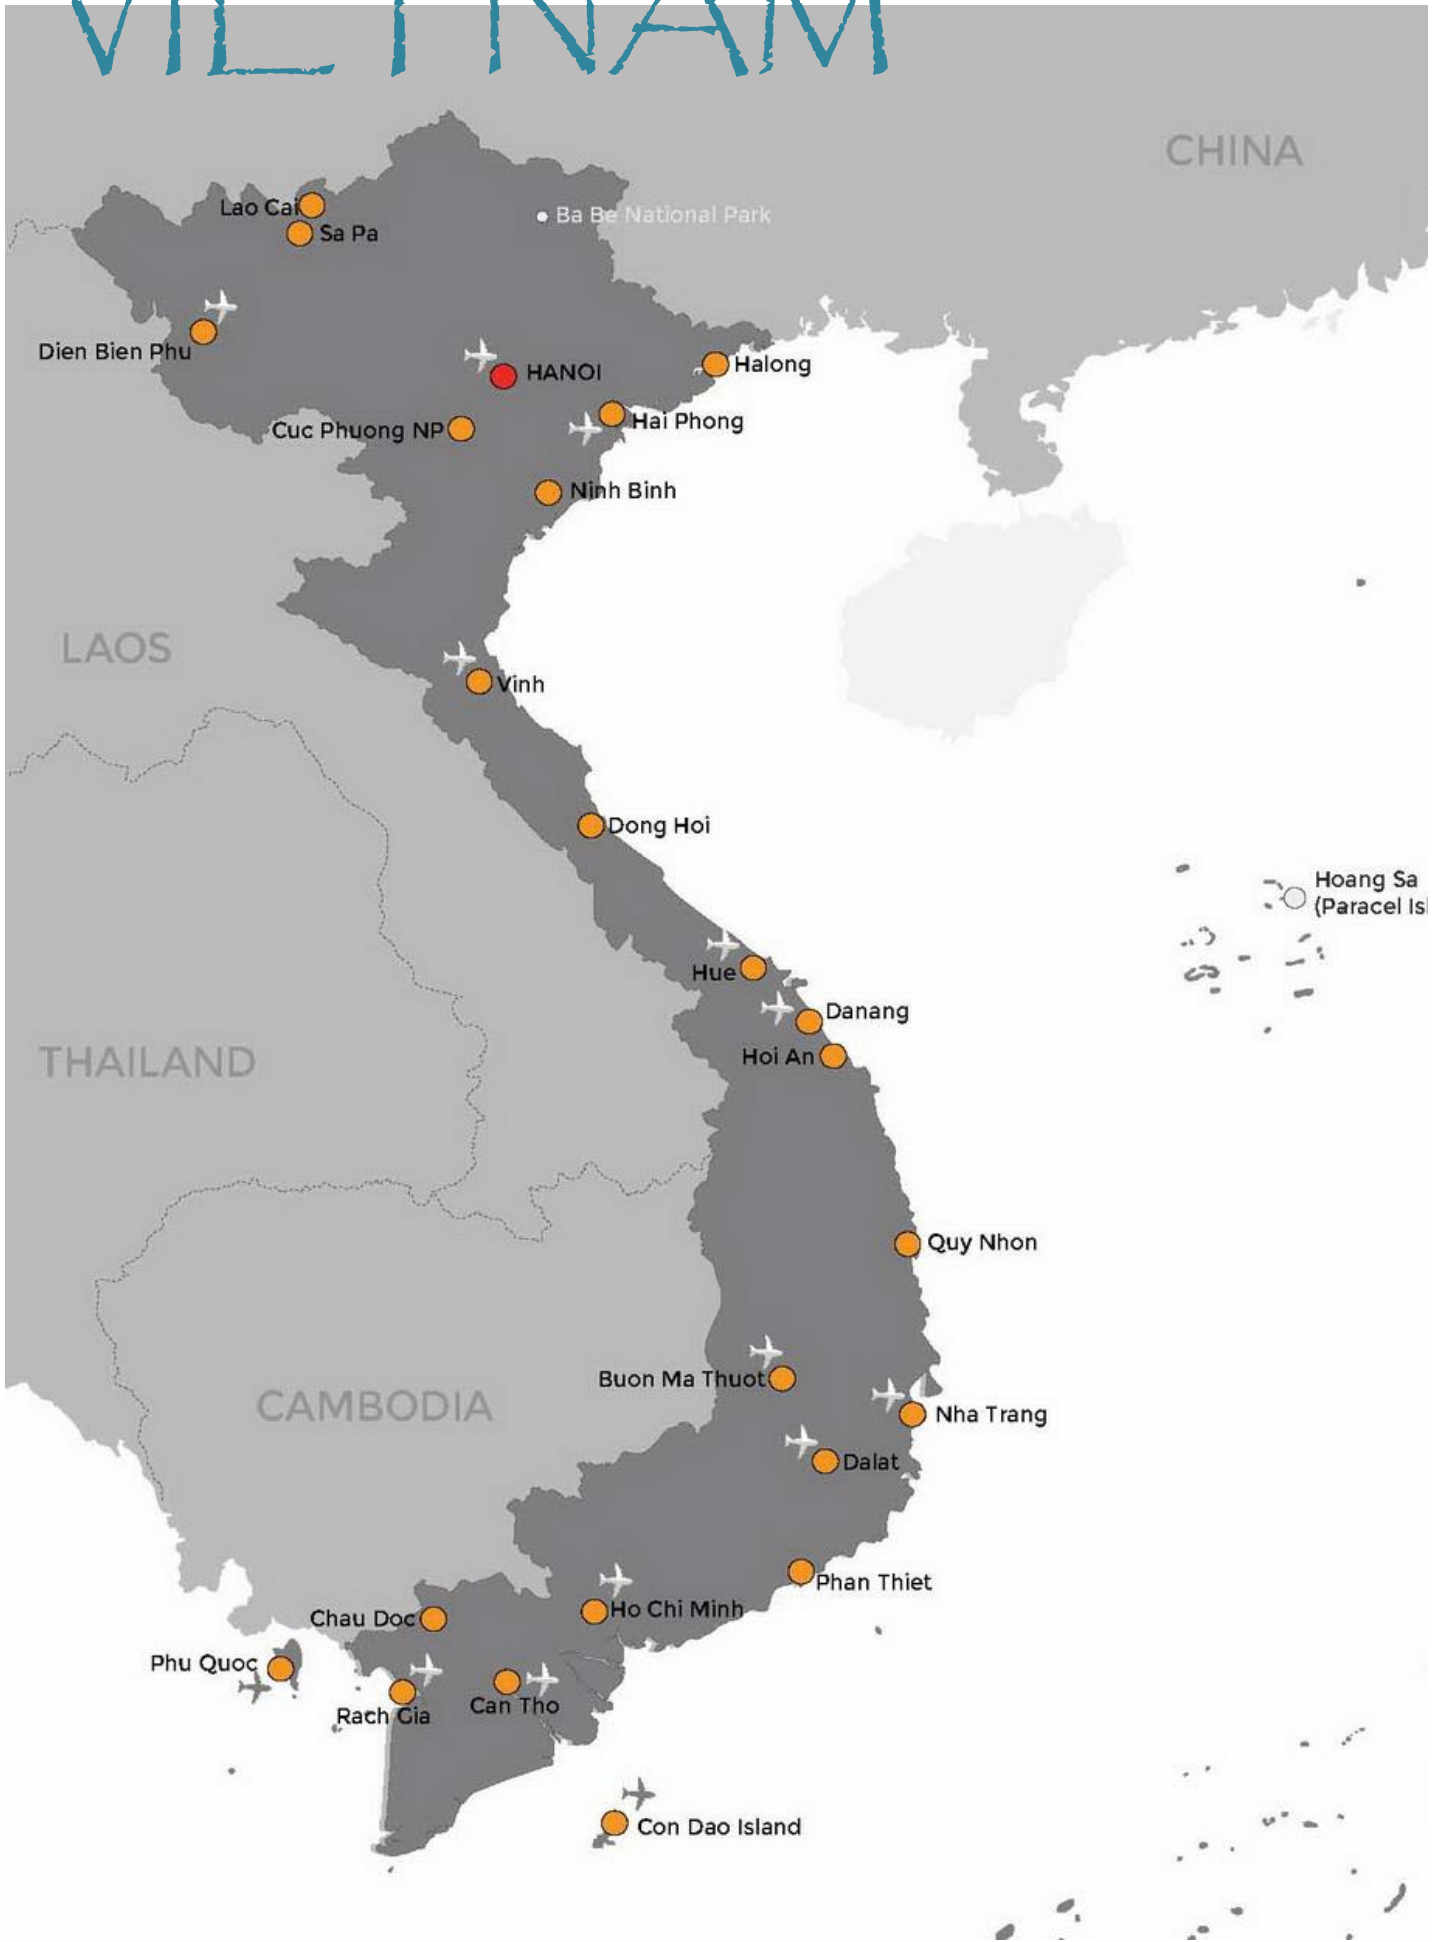 VIETNAM
CHINA
Lao Cai
Ba Be National Park
Sa Pa
Dien Bien Phu
Halong
HANOI
Hai Phong
Cuc Phuong NP
Ninh Binh
LAOS
Vinh
Dong Hoi
Hoang Sa
(Paracel Isl
Hue
Danang
Hoi An
THAILAND
Quy Nhon
Buon Ma Thuot
CAMBODIA
Nha Trang
Dalat
Phan Thiet
Ho Chi Minh
Chau Doc
Phu Quoc
Can Tho
Rach Gia
Con Dao Island